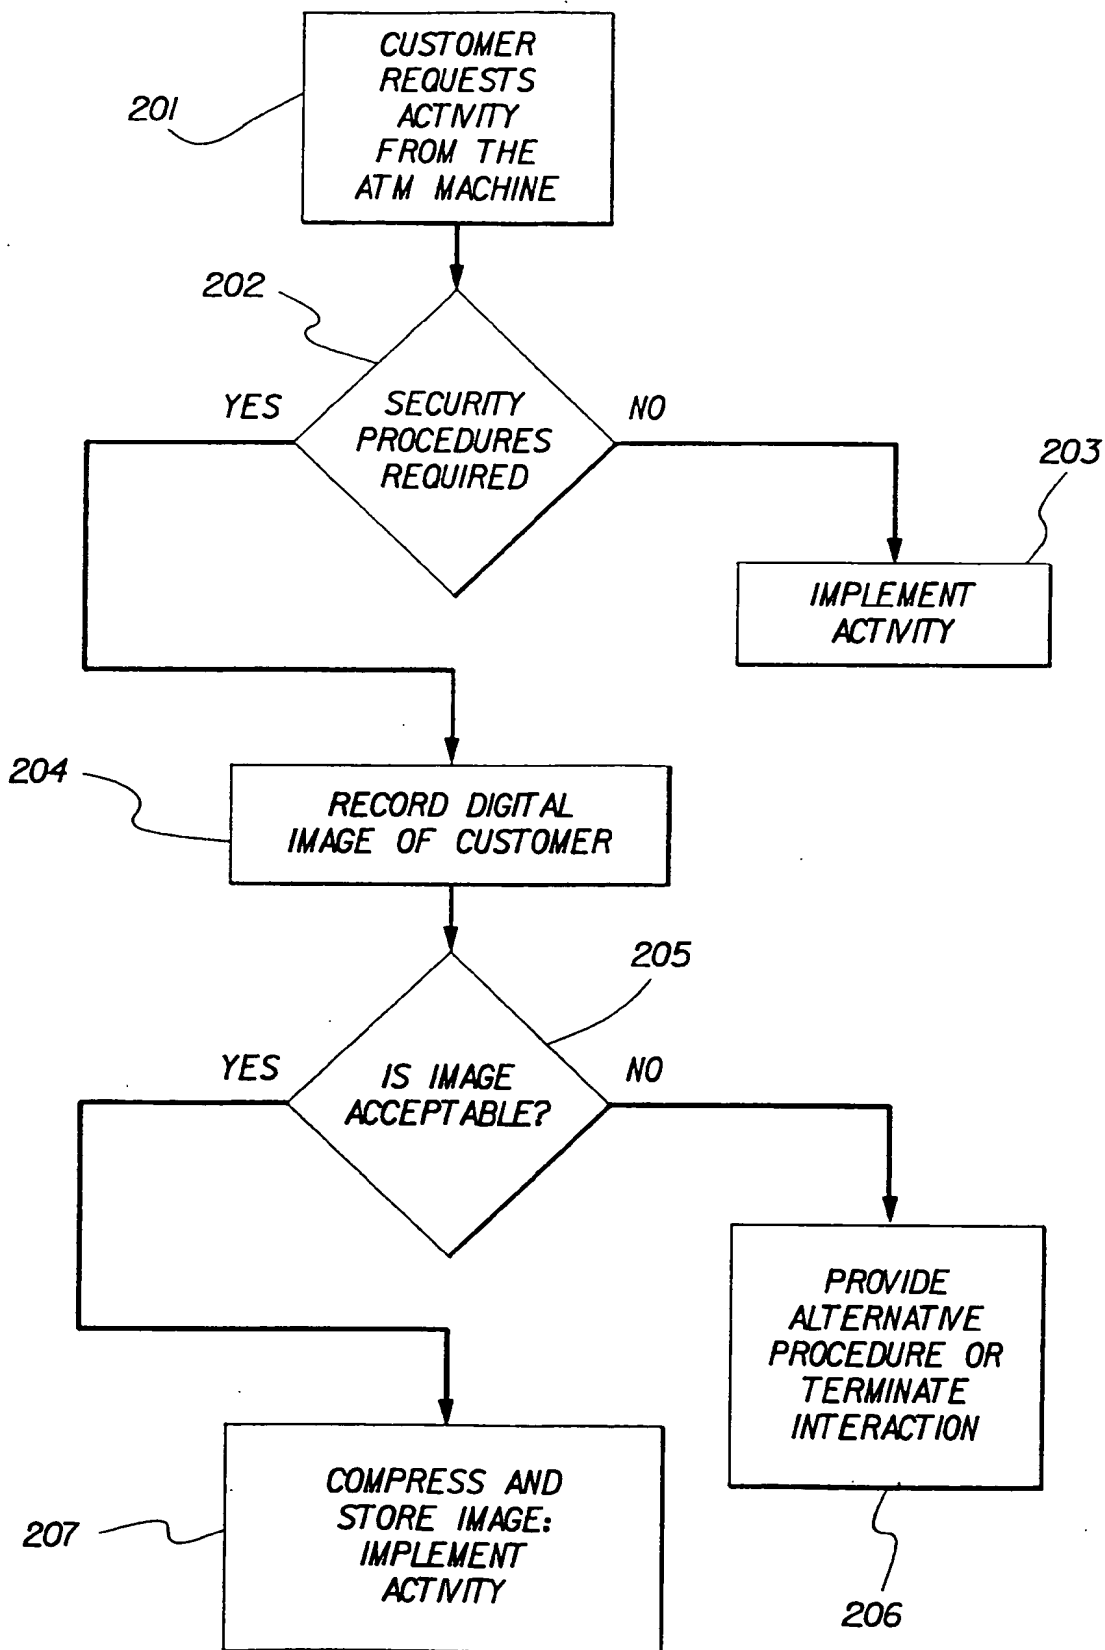 CUSTOMER
REQUESTS
ACTIVITY
FROM THE
ATM MACHINE
201
202
YES
NO
SECURITY
PROCEDURES
REQUIRED
203
IMPLEMENT
ACTIVITY
204
RECORD DIGITAL
IMAGE OF CUSTOMER
205
YES
NO
IS IMAGE
ACCEPTABLE?
PROVIDE
ALTERNATIVE
PROCEDURE OR
TERMINATE
INTERACTION
206
COMPRESS AND
STORE IMAGE:
IMPLEMENT
ACTIVITY
207